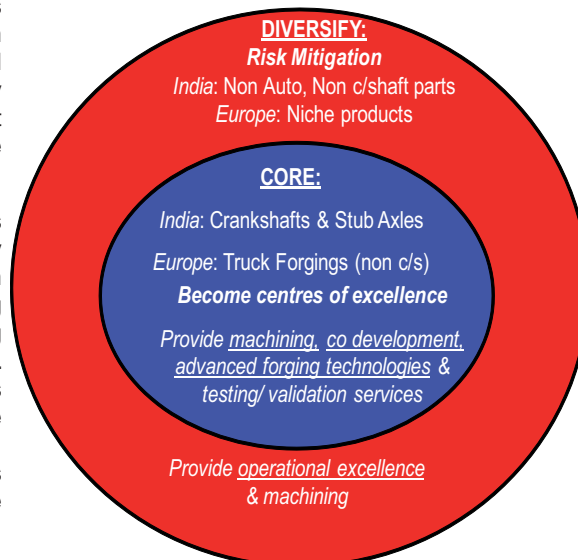 DIVERSIFY:
Risk Mitigation
India: Non Auto, Non c/shaft parts
Europe: Niche products
CORE:
India: Crankshafts & Stub Axles
Europe: Truck Forgings (non c/s)
Become centres of excellence
Provide machining, co development,
advanced forging technologies &
testing/ validation services
Provide operational excellence
& machining